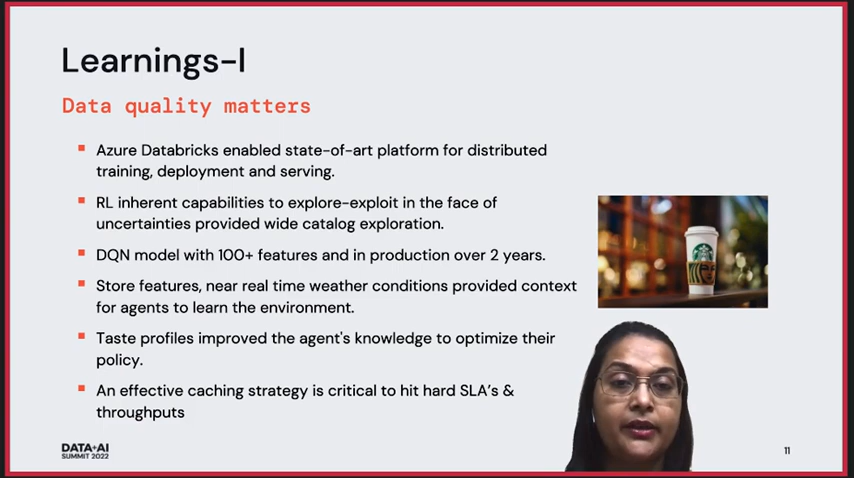 Learnings-I
Data quality matters
Azure Databricks enabled state-of-art platform for distributed
training, deployment and serving.
RL inherent capabilities to explore-exploit in the face of
uncertainties provided wide catalog exploration.
DQN model with 100+ features and in production over 2 years.
Store features, near real time weather conditions provided context
for agents to learn the environment.
Taste profiles improved the agent's knowledge to optimize their
policy.
An effective caching strategy is critical to hit hard SLA's &
throughputs
DATA+AI
SUMMIT 2022
11